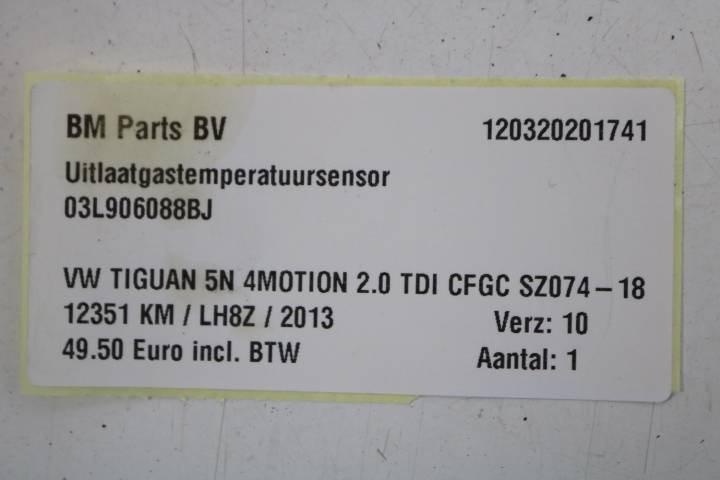 BM Parts BV 120320201741
Uitlaatgastemperatuursensor
03L906088BJ
VW TIGUAN 5N 4MOTION 2.0 TDI CFGC SZ074-18
12351 KM / LH8Z / 2013 Verz: 10
49.50 Euro incl. BTW Aantal: 1